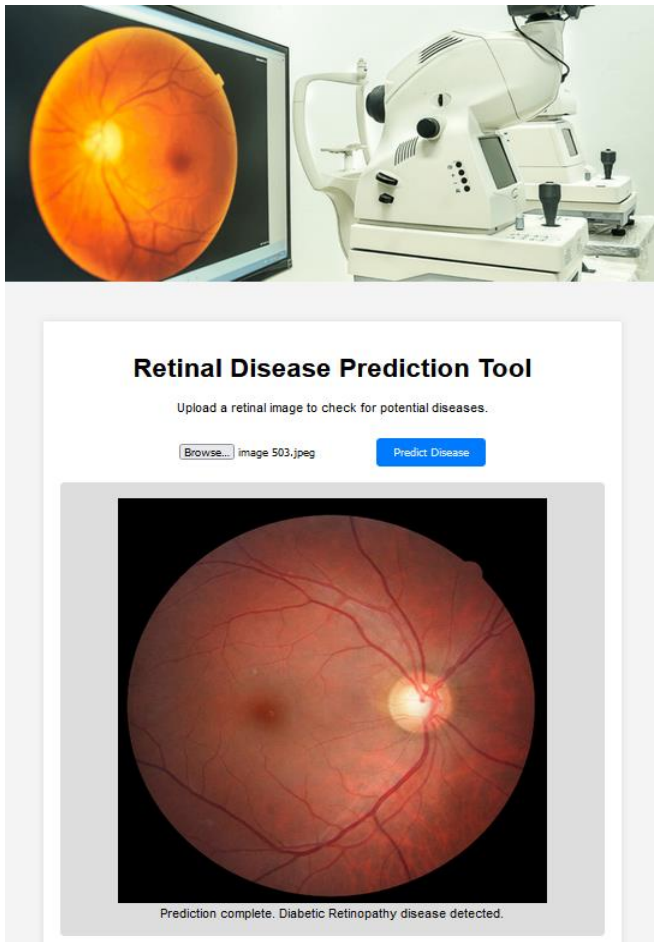 Retinal Disease Prediction Tool
Upload a retinal image to check for potential diseases.
Browse... image 503.jpeg
Predict Disease
Prediction complete. Diabetic Retinopathy disease detected.